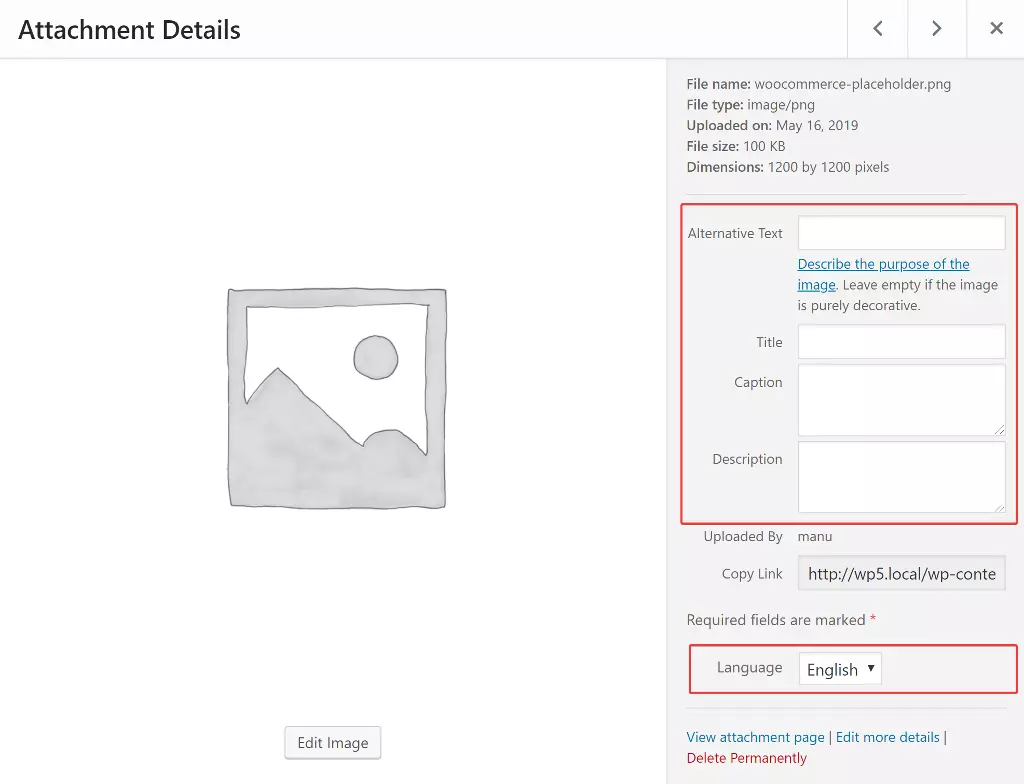 Attachment Details
File name: woocommerce-placeholder.png
File type: image/png
Uploaded on: May 16, 2019
File size: 100 KB
Dimensions: 1200 by 1200 pixels
Alternative Text
Describe the purpose of the
image. Leave empty if the image
is purely decorative.
Title
Caption
Description
Uploaded By manu
Copy Link http://wp5.local/wp-conte
Required fields are marked *
Language English
Edit Image
View attachment page | Edit more details |
Delete Permanently